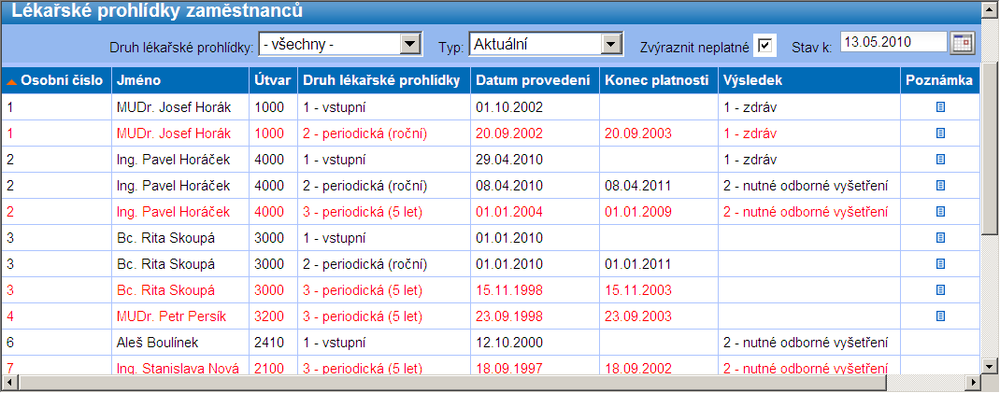 Lékařské prohlídky zaměstnanců
Druh lékařské prohlídky: - všechny - Typ: Aktuální Zvýraznit neplatné Stav k: 13.05.2010
Osobní číslo Jméno Útvar Druh lékařské prohlídky Datum provedení Konec platnosti Výsledek Poznámka
1 MUDr. Josef Horák 1000 1 - vstupní 01.10.2002 1 - zdráv
1 MUDr. Josef Horák 1000 2 - periodická (roční) 20.09.2002 20.09.2003 1 - zdráv
2 Ing. Pavel Horáček 4000 1 - vstupní 29.04.2010 1 - zdráv
2 Ing. Pavel Horáček 4000 2 - periodická (roční) 08.04.2010 08.04.2011 2 - nutné odborné vyšetření
2 Ing. Pavel Horáček 4000 3 - periodická (5 let) 01.01.2004 01.01.2009 2 - nutné odborné vyšetření
3 Bc. Rita Skoupá 3000 1 - vstupní 01.01.2010
3 Bc. Rita Skoupá 3000 2 - periodická (roční) 01.01.2010 01.01.2011
3 Bc. Rita Skoupá 3000 3 - periodická (5 let) 15.11.1998 15.11.2003
4 MUDr. Petr Persík 3200 3 - periodická (5 let) 23.09.1998 23.09.2003
6 Aleš Boulínek 2410 1 - vstupní 12.10.2000 2 - nutné odborné vyšetření
7 Ing. Stanislava Nová 2100 3 - periodická (5 let) 18.09.1997 18.09.2002 2 - nutné odborné vyšetření